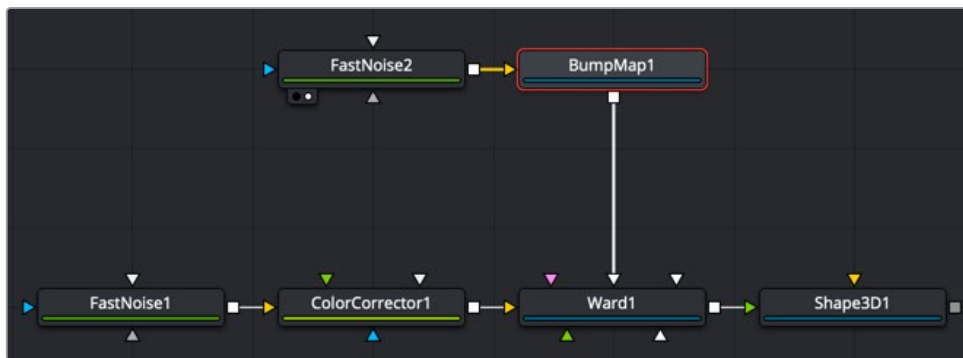 FastNoise2 BumpMap1
FastNoise1 ColorCorrector1 Ward1 Shape3D1